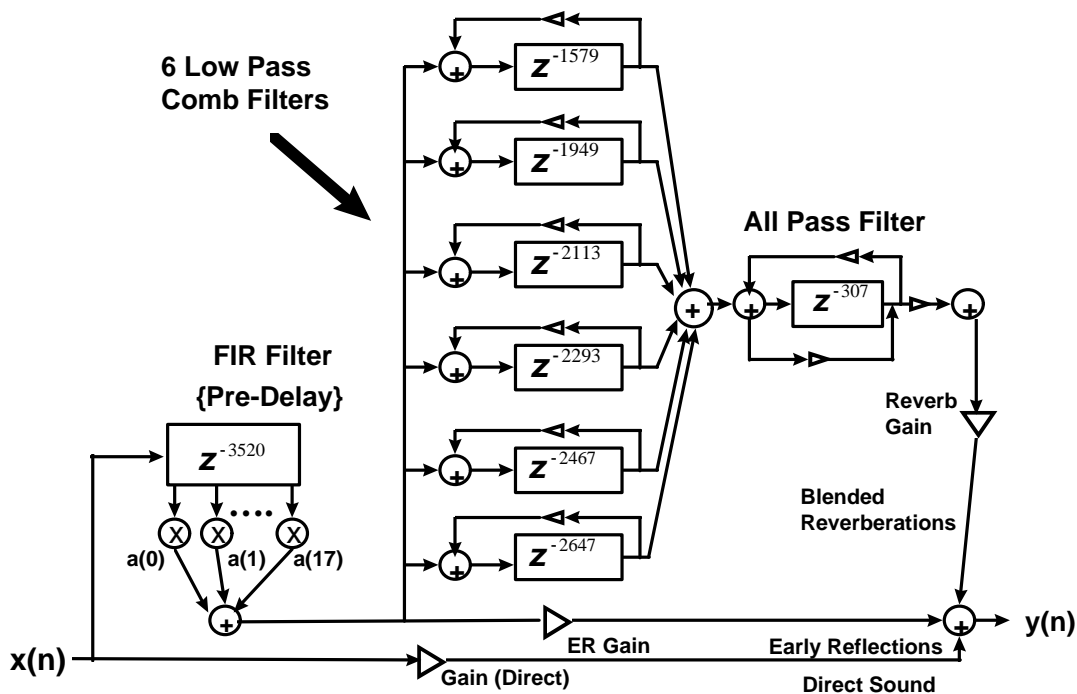 6 Low Pass
Comb Filters
+
z^-1579
+
z^-1949
+
z^-2113
+
z^-2293
+
z^-2467
+
z^-2647
+
All Pass Filter
+
z^-307
+
FIR Filter
{Pre-Delay}
z^-3520
X X X
a(0) a(1) a(17)
+
Reverb
Gain
Blended
Reverberations
x(n)
Gain (Direct)
ER Gain
Early Reflections
Direct Sound
+
y(n)